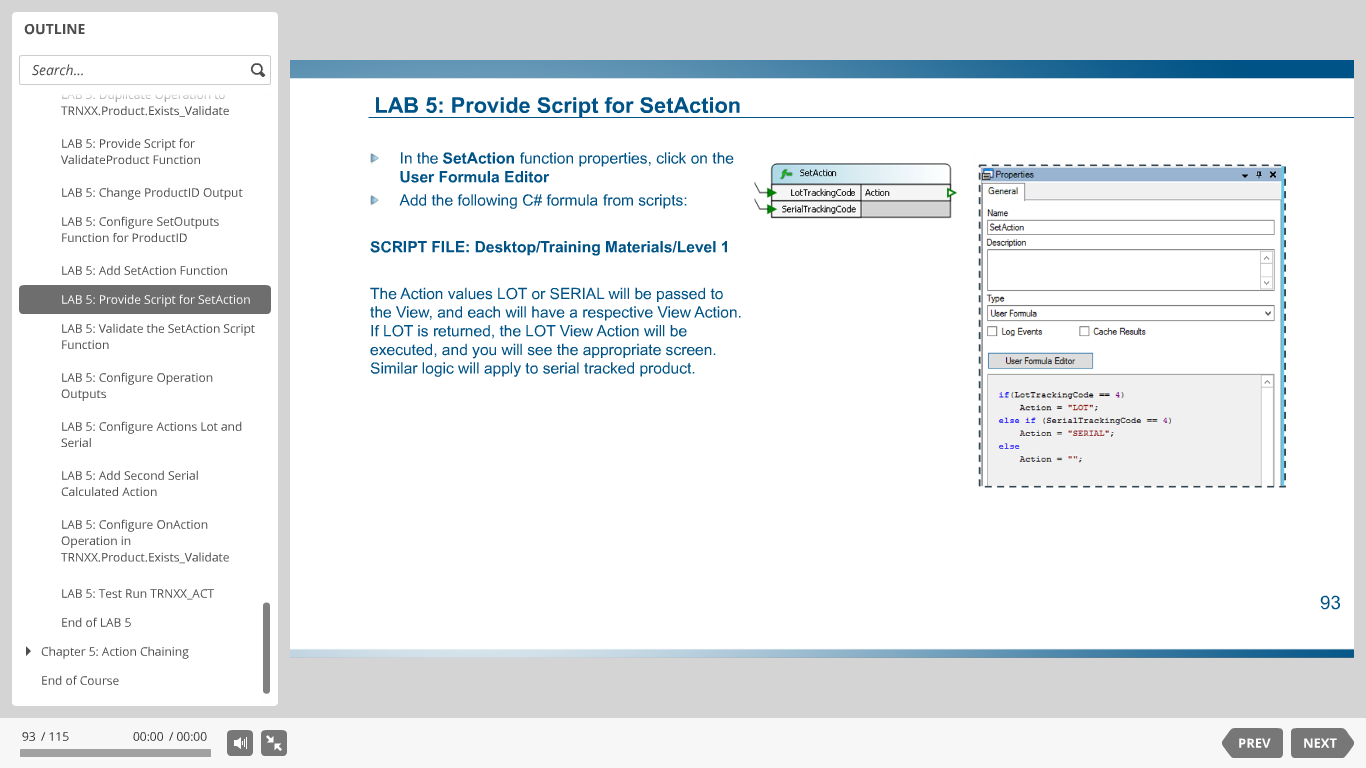 OUTLINE
Search...
LAB 5: Duplicate Operation to
TRNXX.Product.Exists_Validate
LAB 5: Provide Script for
ValidateProduct Function
LAB 5: Change ProductID Output
LAB 5: Configure SetOutputs
Function for ProductID
LAB 5: Add SetAction Function
LAB 5: Provide Script for SetAction
LAB 5: Validate the SetAction Script
Function
LAB 5: Configure Operation
Outputs
LAB 5: Configure Actions Lot and
Serial
LAB 5: Add Second Serial
Calculated Action
LAB 5: Configure OnAction
Operation in
TRNXX.Product.Exists_Validate
LAB 5: Test Run TRNXX_ACT
End of LAB 5
Chapter 5: Action Chaining
End of Course
LAB 5: Provide Script for SetAction
In the SetAction function properties, click on the
User Formula Editor
Add the following C# formula from scripts:
SCRIPT FILE: Desktop/Training Materials/Level 1
The Action values LOT or SERIAL will be passed to
the View, and each will have a respective View Action.
If LOT is returned, the LOT View Action will be
executed, and you will see the appropriate screen.
Similar logic will apply to serial tracked product.
SetAction
LotTrackingCode Action
SerialTrackingCode
Properties
General
Name
SetAction
Description
Type
User Formula
Log Events Cache Results
User Formula Editor
if(LotTrackingCode == 4)
Action = "LOT";
else if (SerialTrackingCode == 4)
Action = "SERIAL";
else
Action = "";
93
93 / 115 00:00 / 00:00
PREV NEXT